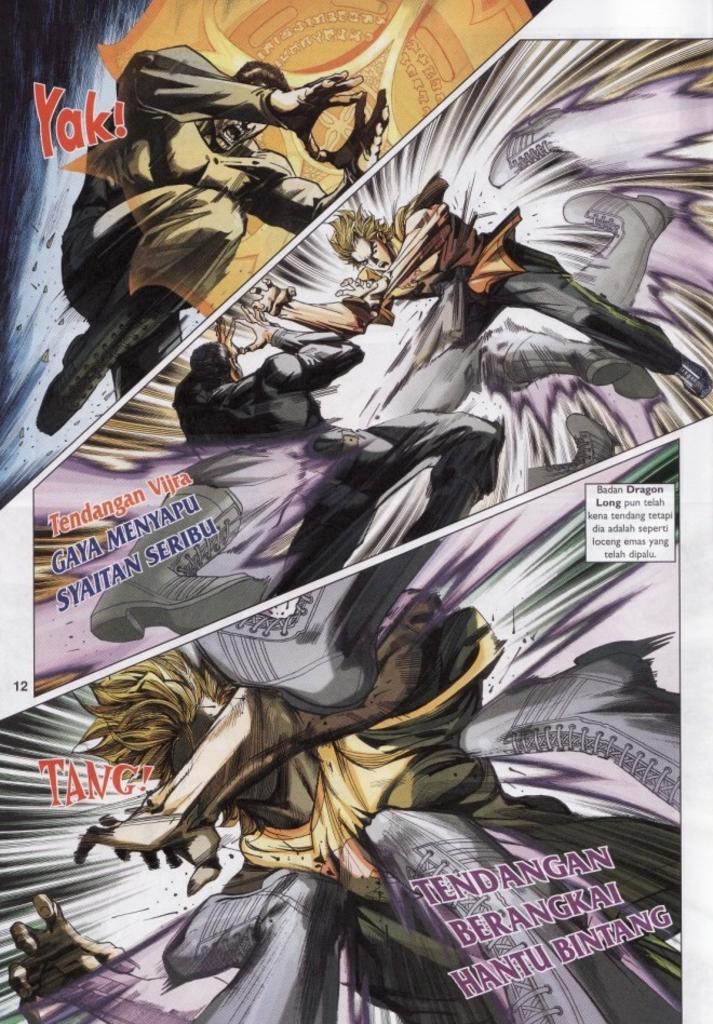 Yak!
Tendangan Vijra
GAYA MENYAPU
SYAITAN SERIBU
Badan Dragon
Long pun telah
kena tendang tetapi
dia adalah seperti
loceng emas yang
telah dipalu.
12
TANG!
TENDANGAN
BERANGKAI
HANTU BINTANG